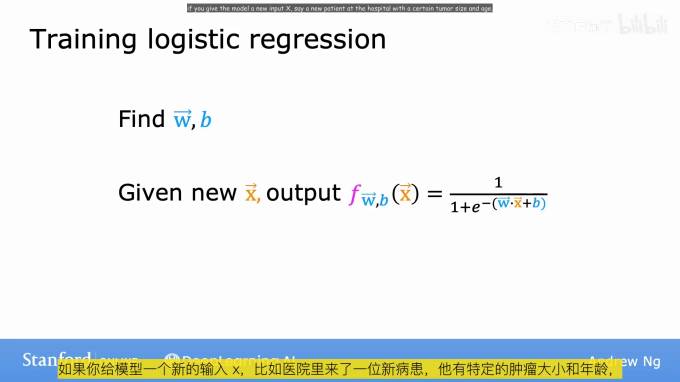 if you give the model a new input X, say a new patient at the hospital with a certain tumor size and age,
bilibili
Training logistic regression
Find w⃗, b
Given new x⃗, output f_{w⃗,b}(x⃗) = 1 / (1+e^{-(w⃗·x⃗+b)})
Stanford
Andrew Ng
如果你给模型一个新的输入 x，比如医院里来了一位新病患，他有特定的肿瘤大小和年龄，